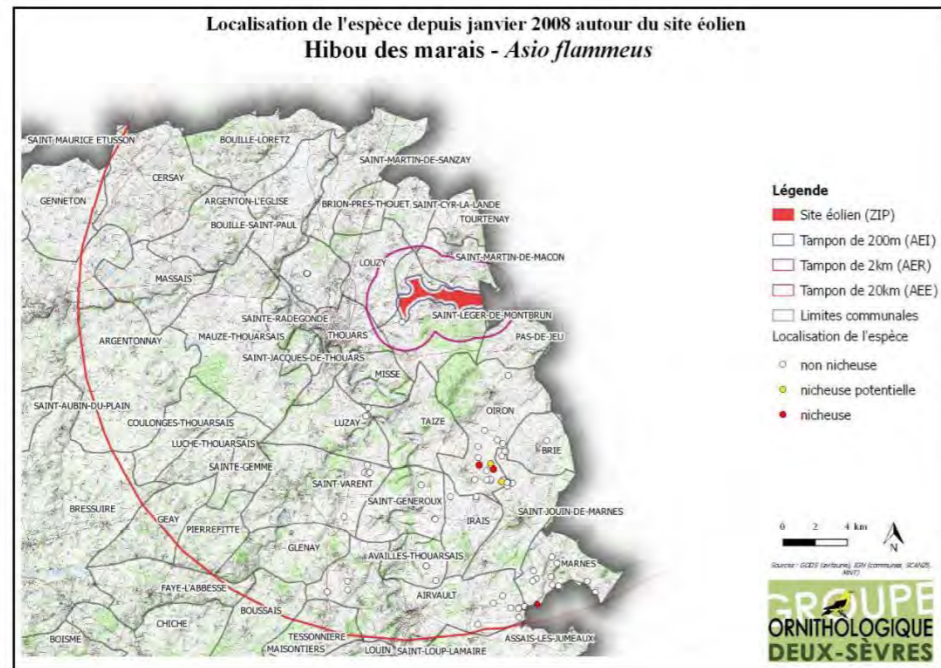 Localisation de l'espèce depuis janvier 2008 autour du site éolien
Hibou des marais - Asio flammeus
SAINT MAURICE ETUSSON
BOUILLE-LORETZ
SAINT-MARTIN-DE-SANZAY
CERSAY
GENNETON
ARGENTON-L'EGLISE
BRION-PRES-THOUET
SAINT-CYR-LA-LANDE
TOURTENAY
BOUILLE-SAINT-PAUL
LOUZY
SAINT-MARTIN-DE-MACON
MASSAIS
SAINTE-RADEGONDE
SAINT-LEGER-DE-MONTBRUN
ARGENTONNAY
MAUZE-THOUARSAIS
THOUARS
PAS-DE-JEU
SAINT-JACQUES-DE-THOUARS
MISSE
SAINT-AUBIN-DU-PLAIN
OIRON
COULONGES-THOUARSAIS
LUZAY
TAIZE
LUCHE-THOUARSAIS
BRIE
SAINTE-GEMME
SAINT-VARENT
SAINT-GENEROUX
BRESSUIRE
SAINT-JOUIN-DE-MARNES
GEAY
IRAIS
PIERREFITTE
GLENAY
AVAILLES-THOUARSAIS
MARNES
FAYE-L'ABBESSE
AIRVAULT
BOUSSAIS
CHICHE
BOISME
TESSONNIERE
ASSAIS-LES-JUMEAUX
MAISONTIERS
LOUIN
SAINT-LOUP-LAMAIRE
Légende
Site éolien (ZIP)
Tampon de 200m (AEI)
Tampon de 2km (AER)
Tampon de 20km (AEE)
Limites communales
Localisation de l'espèce
non nicheuse
nicheuse potentielle
nicheuse
0 2 4 km
N
GROUPE
ORNITHOLOGIQUE
DEUX-SÈVRES